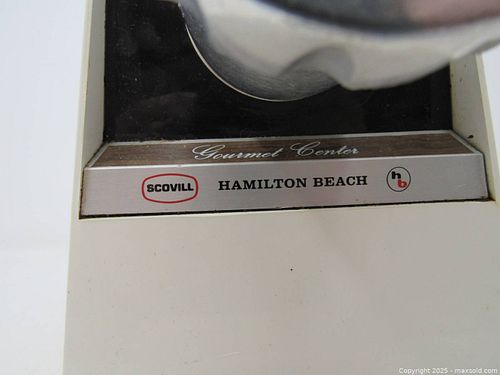 Gourmet Center
SCOVILL HAMILTON BEACH hb
Copyright 2025 - maxsold.com